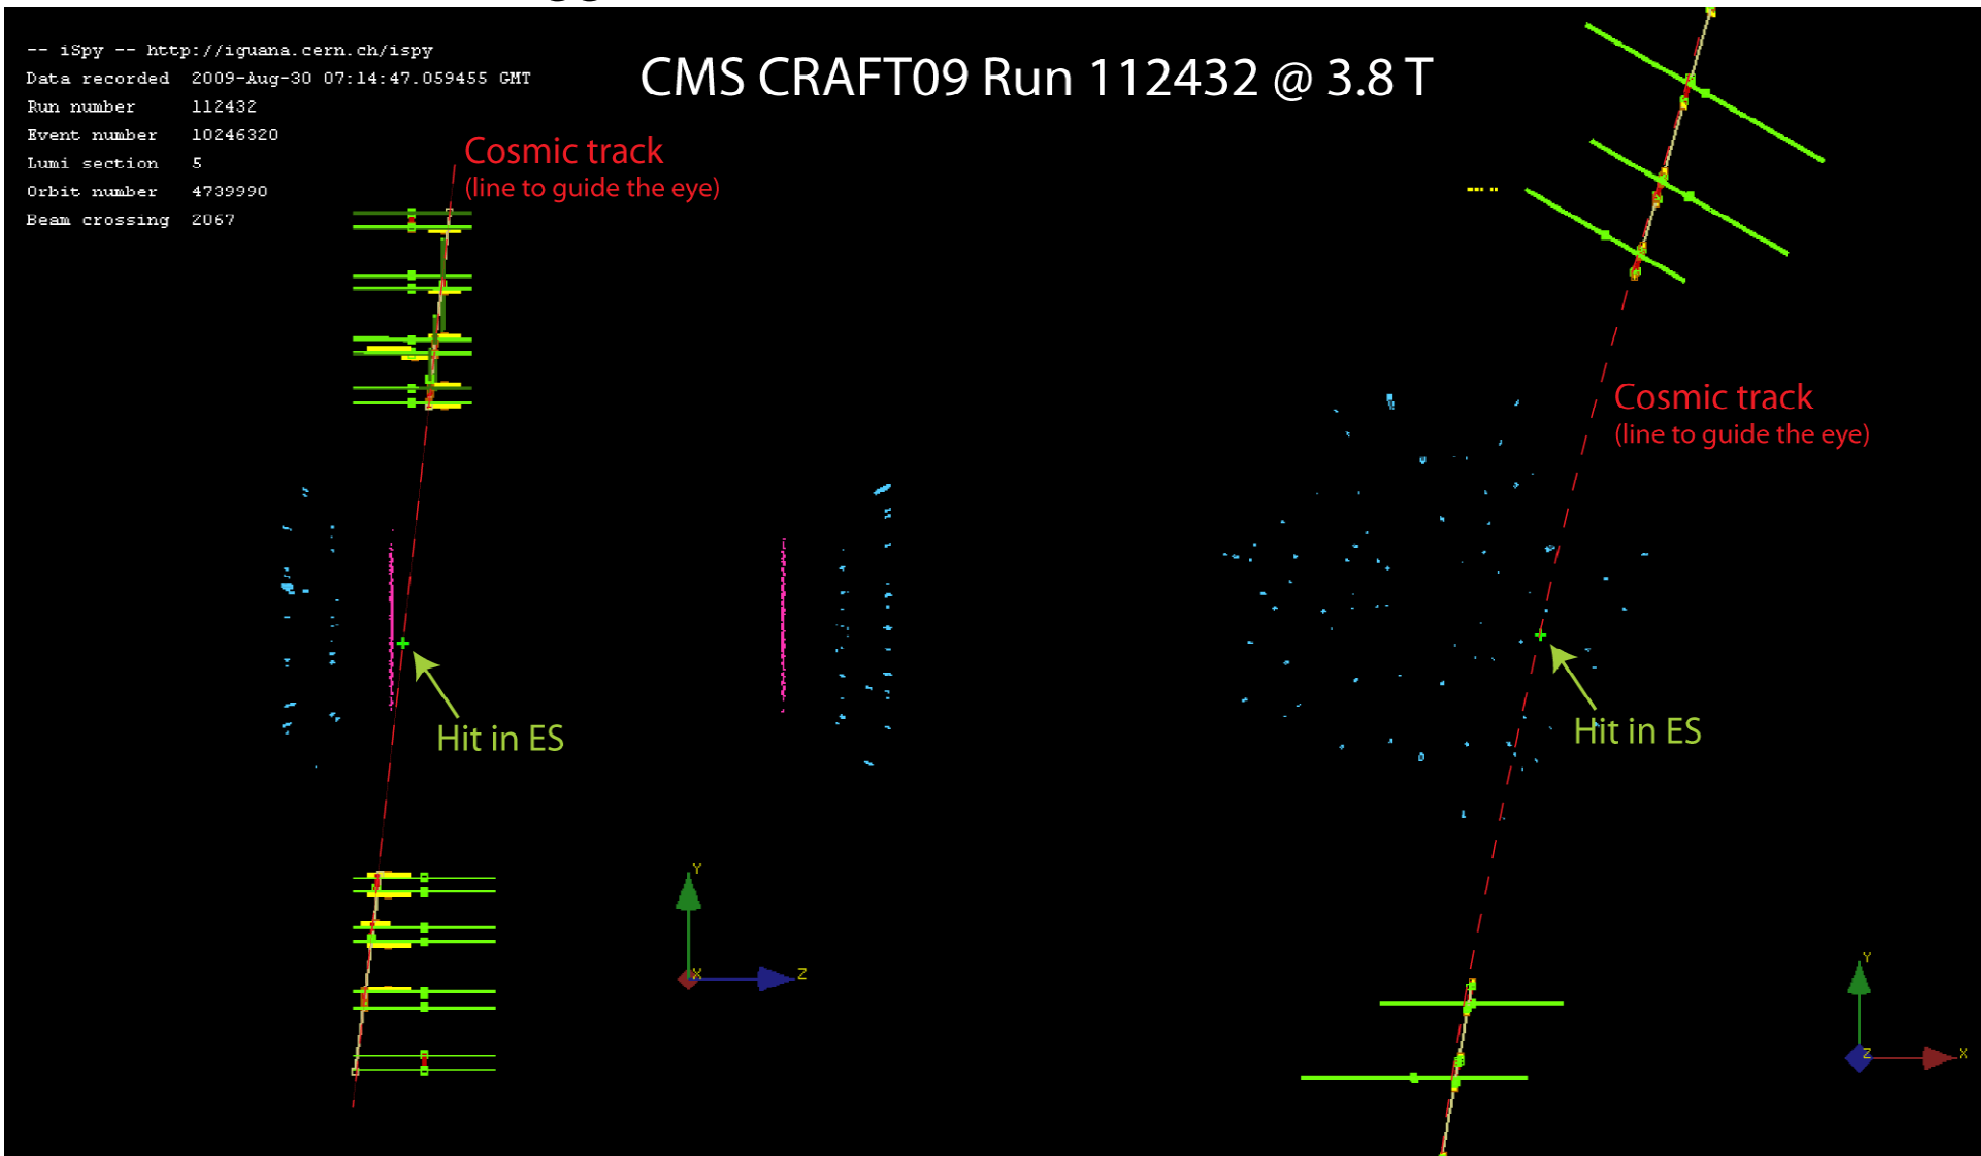 -- iSpy -- http://iguana.cern.ch/ispy
Data recorded 2009-Aug-30 07:14:47.059455 GMT
Run number 112432
Event number 10246320
Lumi section 5
Orbit number 4739990
Beam crossing 2067
CMS CRAFT09 Run 112432 @ 3.8 T
Cosmic track
(line to guide the eye)
Hit in ES
Y
X
Z
Cosmic track
(line to guide the eye)
Hit in ES
Y
Z
X